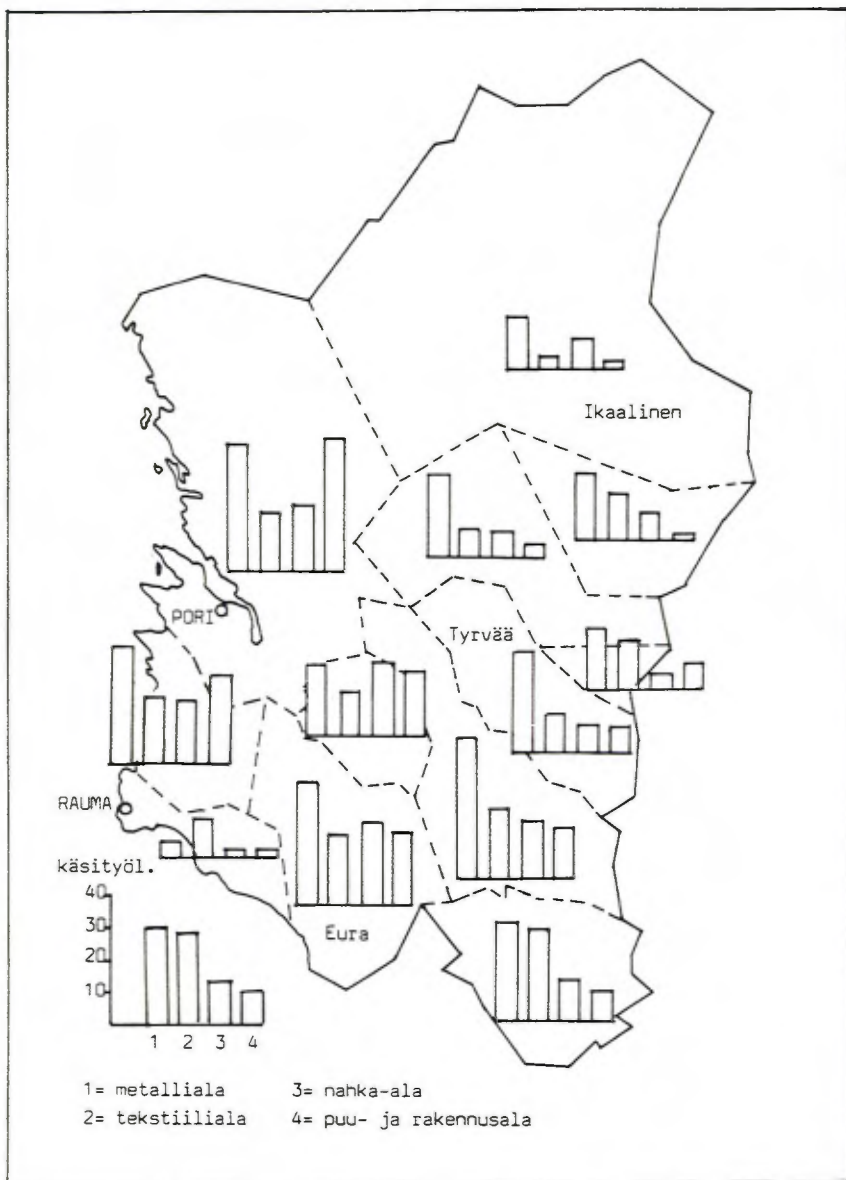 Ikaalinen
PORI
Tyrvää
RAUMA
käsityöl.
40
30
20
10
Eura
1 2 3 4
1= metalliala 3= nahka-ala
2= tekstiiliala 4= puu- ja rakennusala